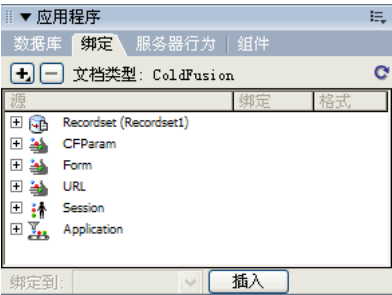 应用程序
数据库 绑定 服务器行为 组件
文档类型: ColdFusion
源 绑定 格式
Recordset (Recordset1)
CFParam
Form
URL
Session
Application
绑定到: 插入